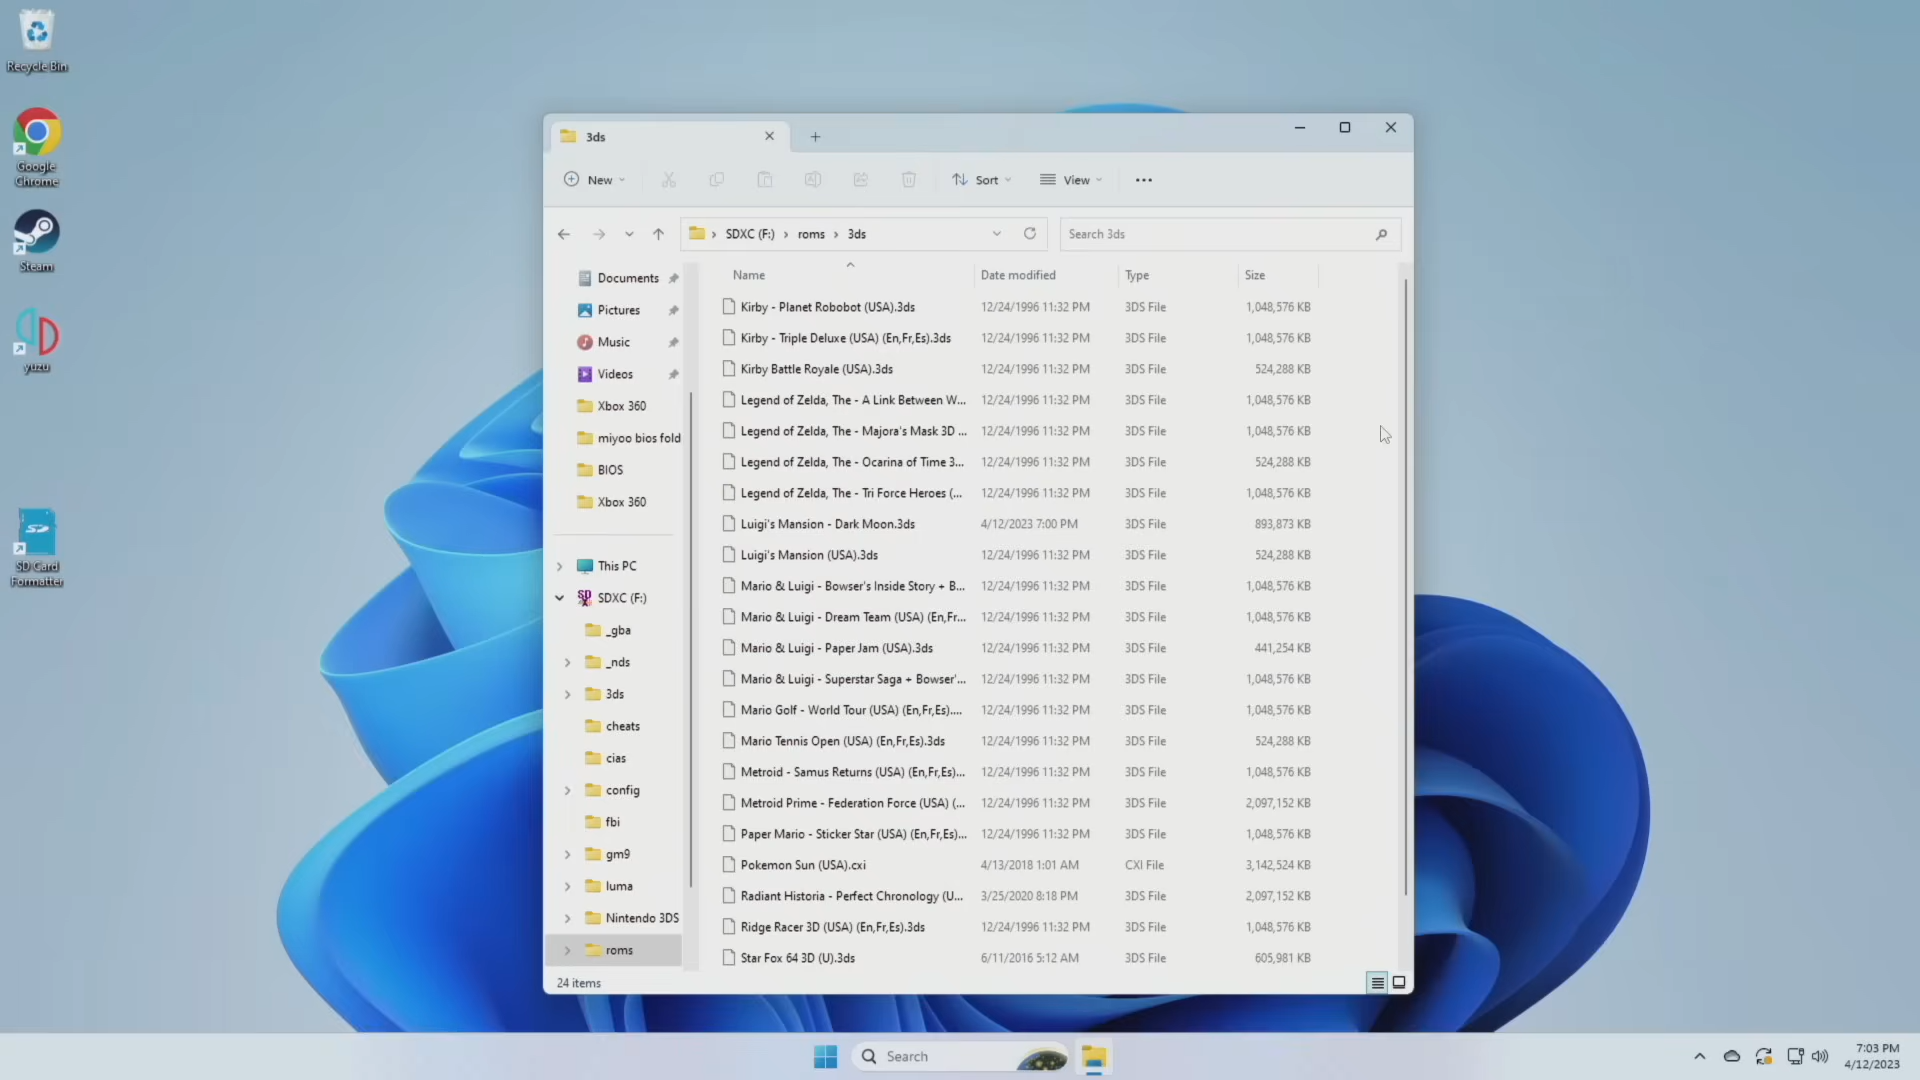 Recycle Bin
Google
Chrome
Steam
yuzu
SD Card
Formatter
3ds
New
Sort
View
SDXC (F:) > roms > 3ds
Search 3ds
Documents
Pictures
Music
Videos
Xbox 360
miyoo bios fold
BIOS
Xbox 360
This PC
SDXC (F:)
_gba
_nds
3ds
cheats
cias
config
fbi
gm9
luma
Nintendo 3DS
roms
Name Date modified Type Size
Kirby - Planet Robobot (USA).3ds 12/24/1996 11:32 PM 3DS File 1,048,576 KB
Kirby - Triple Deluxe (USA) (En,Fr,Es).3ds 12/24/1996 11:32 PM 3DS File 1,048,576 KB
Kirby Battle Royale (USA).3ds 12/24/1996 11:32 PM 3DS File 524,288 KB
Legend of Zelda, The - A Link Between W... 12/24/1996 11:32 PM 3DS File 1,048,576 KB
Legend of Zelda, The - Majora's Mask 3D ... 12/24/1996 11:32 PM 3DS File 1,048,576 KB
Legend of Zelda, The - Ocarina of Time 3... 12/24/1996 11:32 PM 3DS File 524,288 KB
Legend of Zelda, The - Tri Force Heroes (... 12/24/1996 11:32 PM 3DS File 1,048,576 KB
Luigi's Mansion - Dark Moon.3ds 4/12/2023 7:00 PM 3DS File 893,873 KB
Luigi's Mansion (USA).3ds 12/24/1996 11:32 PM 3DS File 524,288 KB
Mario & Luigi - Bowser's Inside Story + B... 12/24/1996 11:32 PM 3DS File 1,048,576 KB
Mario & Luigi - Dream Team (USA) (En,Fr... 12/24/1996 11:32 PM 3DS File 1,048,576 KB
Mario & Luigi - Paper Jam (USA).3ds 12/24/1996 11:32 PM 3DS File 441,254 KB
Mario & Luigi - Superstar Saga + Bowser'... 12/24/1996 11:32 PM 3DS File 1,048,576 KB
Mario Golf - World Tour (USA) (En,Fr,Es).... 12/24/1996 11:32 PM 3DS File 1,048,576 KB
Mario Tennis Open (USA) (En,Fr,Es).3ds 12/24/1996 11:32 PM 3DS File 524,288 KB
Metroid - Samus Returns (USA) (En,Fr,Es)... 12/24/1996 11:32 PM 3DS File 1,048,576 KB
Metroid Prime - Federation Force (USA) (... 12/24/1996 11:32 PM 3DS File 2,097,152 KB
Paper Mario - Sticker Star (USA) (En,Fr,Es)... 12/24/1996 11:32 PM 3DS File 1,048,576 KB
Pokemon Sun (USA).cxi 4/13/2018 1:01 AM CXI File 3,142,524 KB
Radiant Historia - Perfect Chronology (U... 3/25/2020 8:18 PM 3DS File 2,097,152 KB
Ridge Racer 3D (USA) (En,Fr,Es).3ds 12/24/1996 11:32 PM 3DS File 1,048,576 KB
Star Fox 64 3D (U).3ds 6/11/2016 5:12 AM 3DS File 605,981 KB
24 items
Search
7:03 PM
4/12/2023